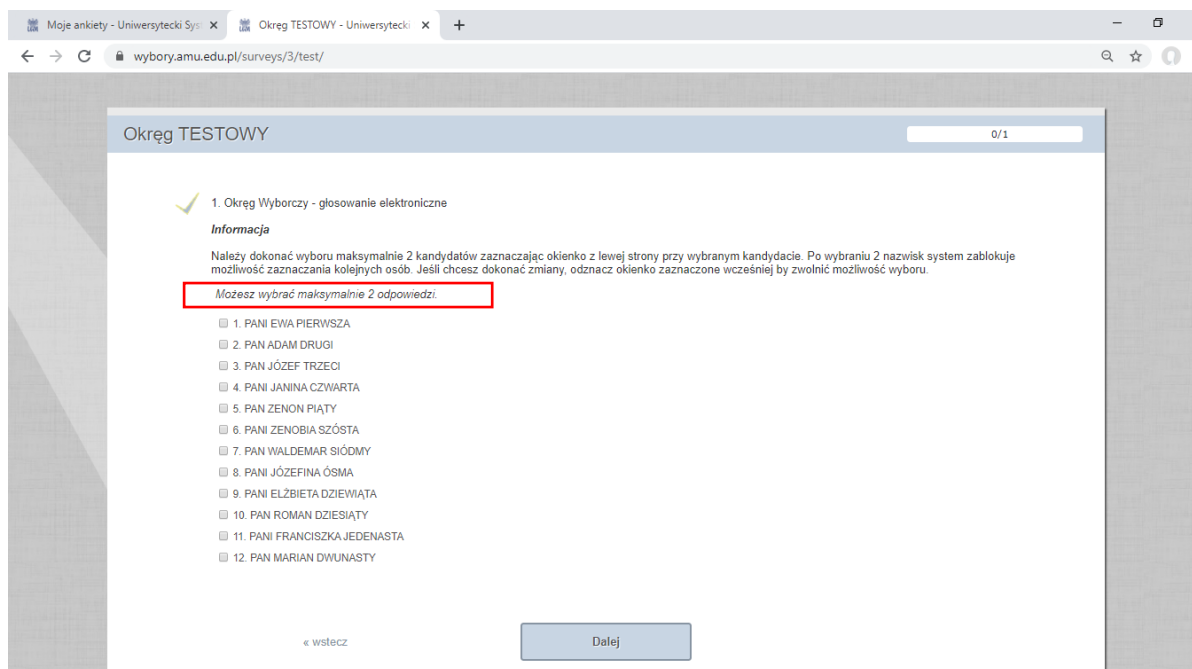 Moje ankiety - Uniwersytecki Sys
Okręg TESTOWY - Uniwersytecki
wybory.amu.edu.pl/surveys/3/test/
Okręg TESTOWY
0/1
1. Okręg Wyborczy - głosowanie elektroniczne
Informacja
Należy dokonać wyboru maksymalnie 2 kandydatów zaznaczając okienko z lewej strony przy wybranym kandydacie. Po wybraniu 2 nazwisk system zablokuje
możliwość zaznaczania kolejnych osób. Jeśli chcesz dokonać zmiany, odznacz okienko zaznaczone wcześniej by zwolnić możliwość wyboru.
Możesz wybrać maksymalnie 2 odpowiedzi.
1. PANI EWA PIERWSZA
2. PAN ADAM DRUGI
3. PAN JÓZEF TRZECI
4. PANI JANINA CZWARTA
5. PAN ZENON PIĄTY
6. PANI ZENOBIA SZÓSTA
7. PAN WALDEMAR SIÓDMY
8. PANI JÓZEFINA ÓSMA
9. PANI ELŻBIETA DZIEWIĄTA
10. PAN ROMAN DZIESIĄTY
11. PANI FRANCISZKA JEDENASTA
12. PAN MARIAN DWUNASTY
« wstecz
Dalej